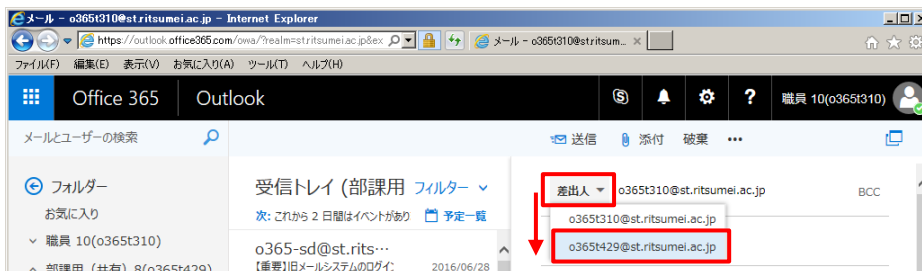 メール - o365t310@st.ritsumei.ac.jp - Internet Explorer
https://outlook.office365.com/owa/?realm=st.ritsumei.ac.jp&ex
メール - o365t310@st.ritsum...
ファイル(F) 編集(E) 表示(V) お気に入り(A) ツール(T) ヘルプ(H)
Office 365 Outlook ? 職員 10(o365t310)
メールとユーザーの検索 送信 添付 破棄 •••
フォルダー 受信トレイ (部課用 フィルター 差出人 o365t310@st.ritsumei.ac.jp BCC
お気に入り 次: これから 2 日間はイベントがあり 予定一覧 o365t310@st.ritsumei.ac.jp
職員 10(o365t310) o365-sd@st.rits… o365t429@st.ritsumei.ac.jp
部課用 (共有) 8(o365t429) 【重要】旧メールシステムのログイン 2016/06/28